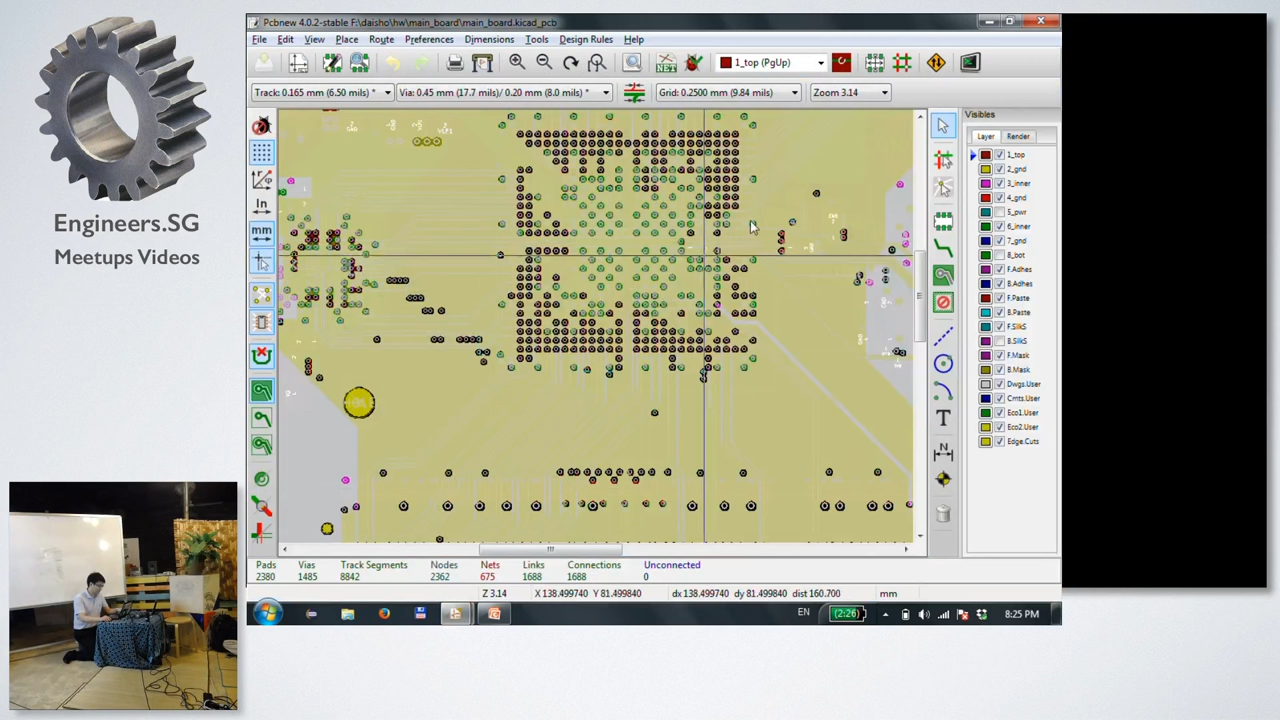 Pcbnew 4.0.2-stable F:\daisho\hw\main_board\main_board.kicad_pcb
File Edit View Place Route Preferences Dimensions Tools Design Rules Help
NET 1_top (PgUp)
Track: 0.165 mm (6.50 mils) * Via: 0.45 mm (17.7 mil)/ 0.20 mm (8.0 mils) * Grid: 0.2500 mm (9.84 mils) Zoom 3.14
Visibles
Layer Render
1_top
2_gnd
3_inner
4_gnd
5_pwr
6_inner
7_gnd
8_bot
F.Adhes
B.Adhes
F.Paste
B.Paste
F.SilkS
B.SilkS
F.Mask
B.Mask
Dwgs.User
Cmts.User
Eco1.User
Eco2.User
Edge.Cuts
In
mm
T
N
Engineers.SG
Meetups Videos
Pads Vias Track Segments Nodes Nets Links Connections Unconnected
2380 1485 8842 2362 675 1688 1688 0
Z 3.14 X 138.499740 Y 81.499840 dx 138.499740 dy 81.499840 dist 160.700 mm
EN (2:26) 8:25 PM